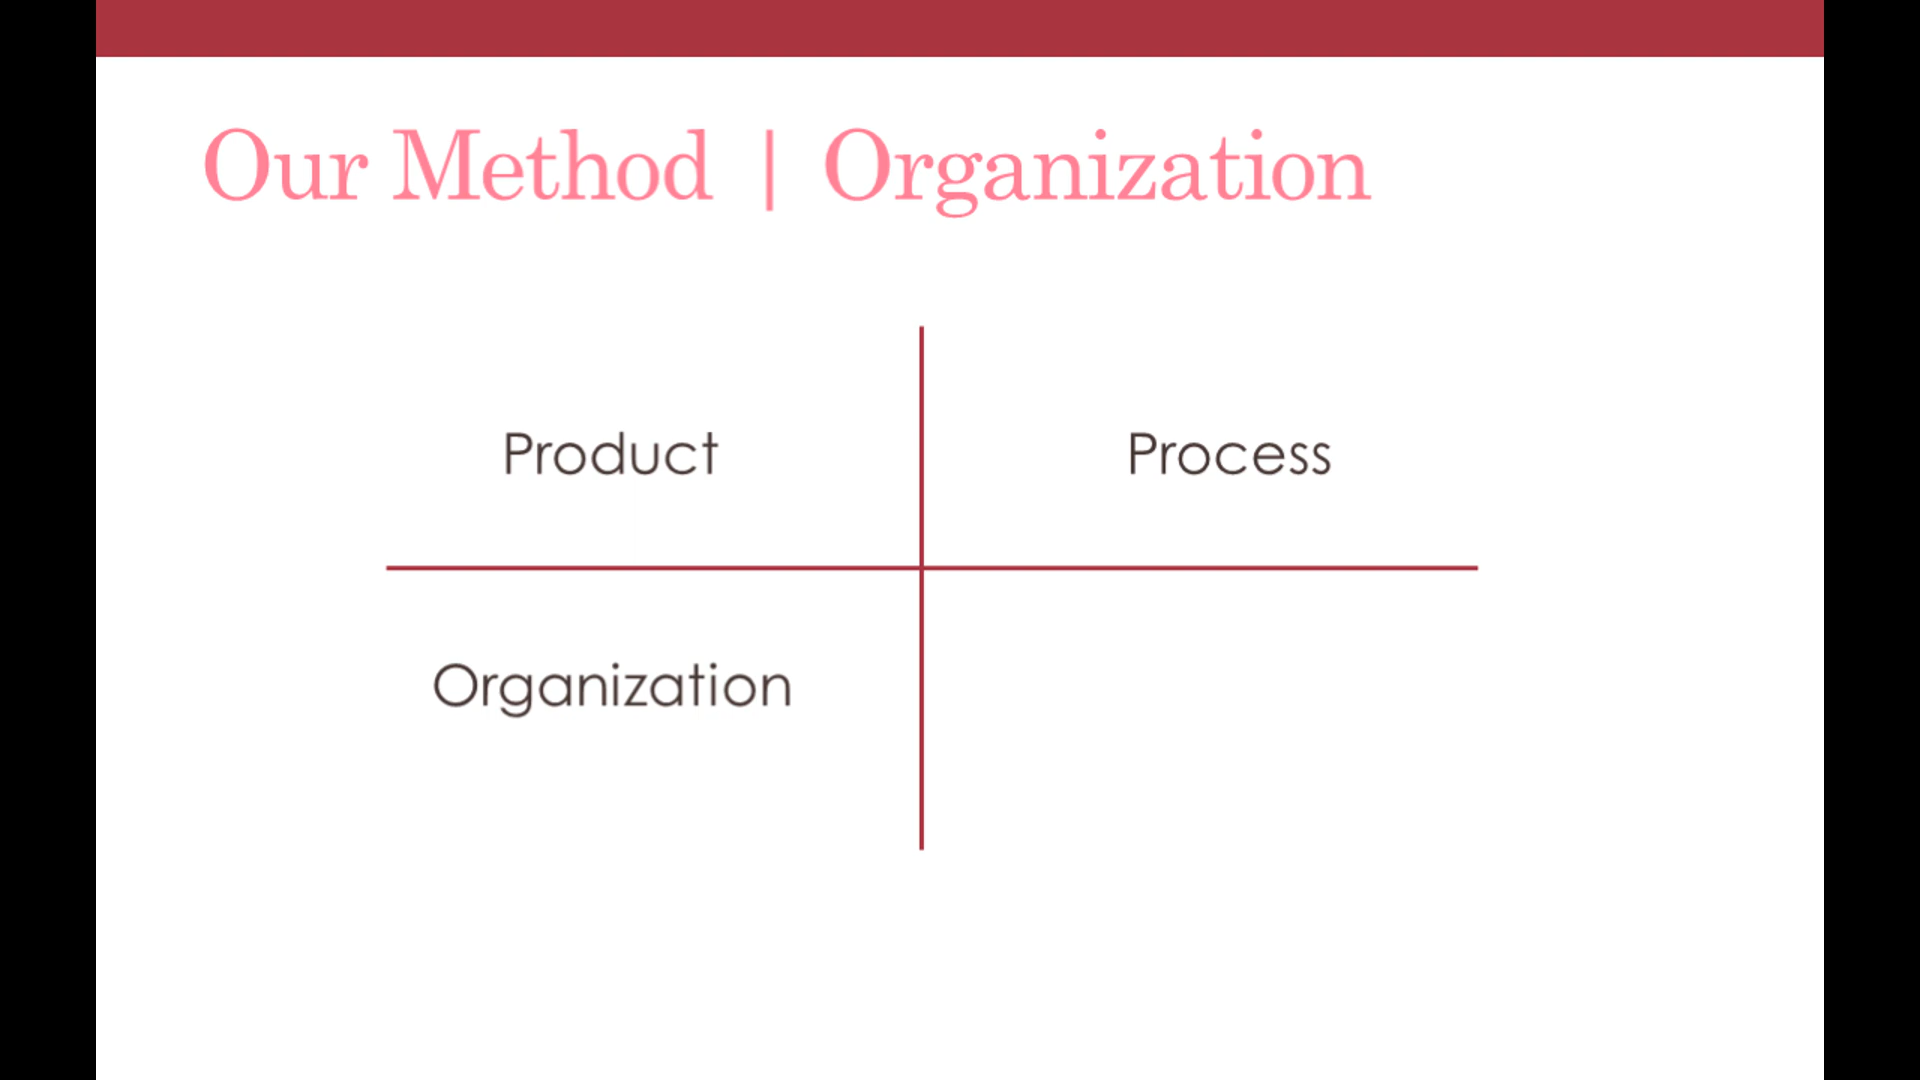 Our Method | Organization
Product
Process
Organization